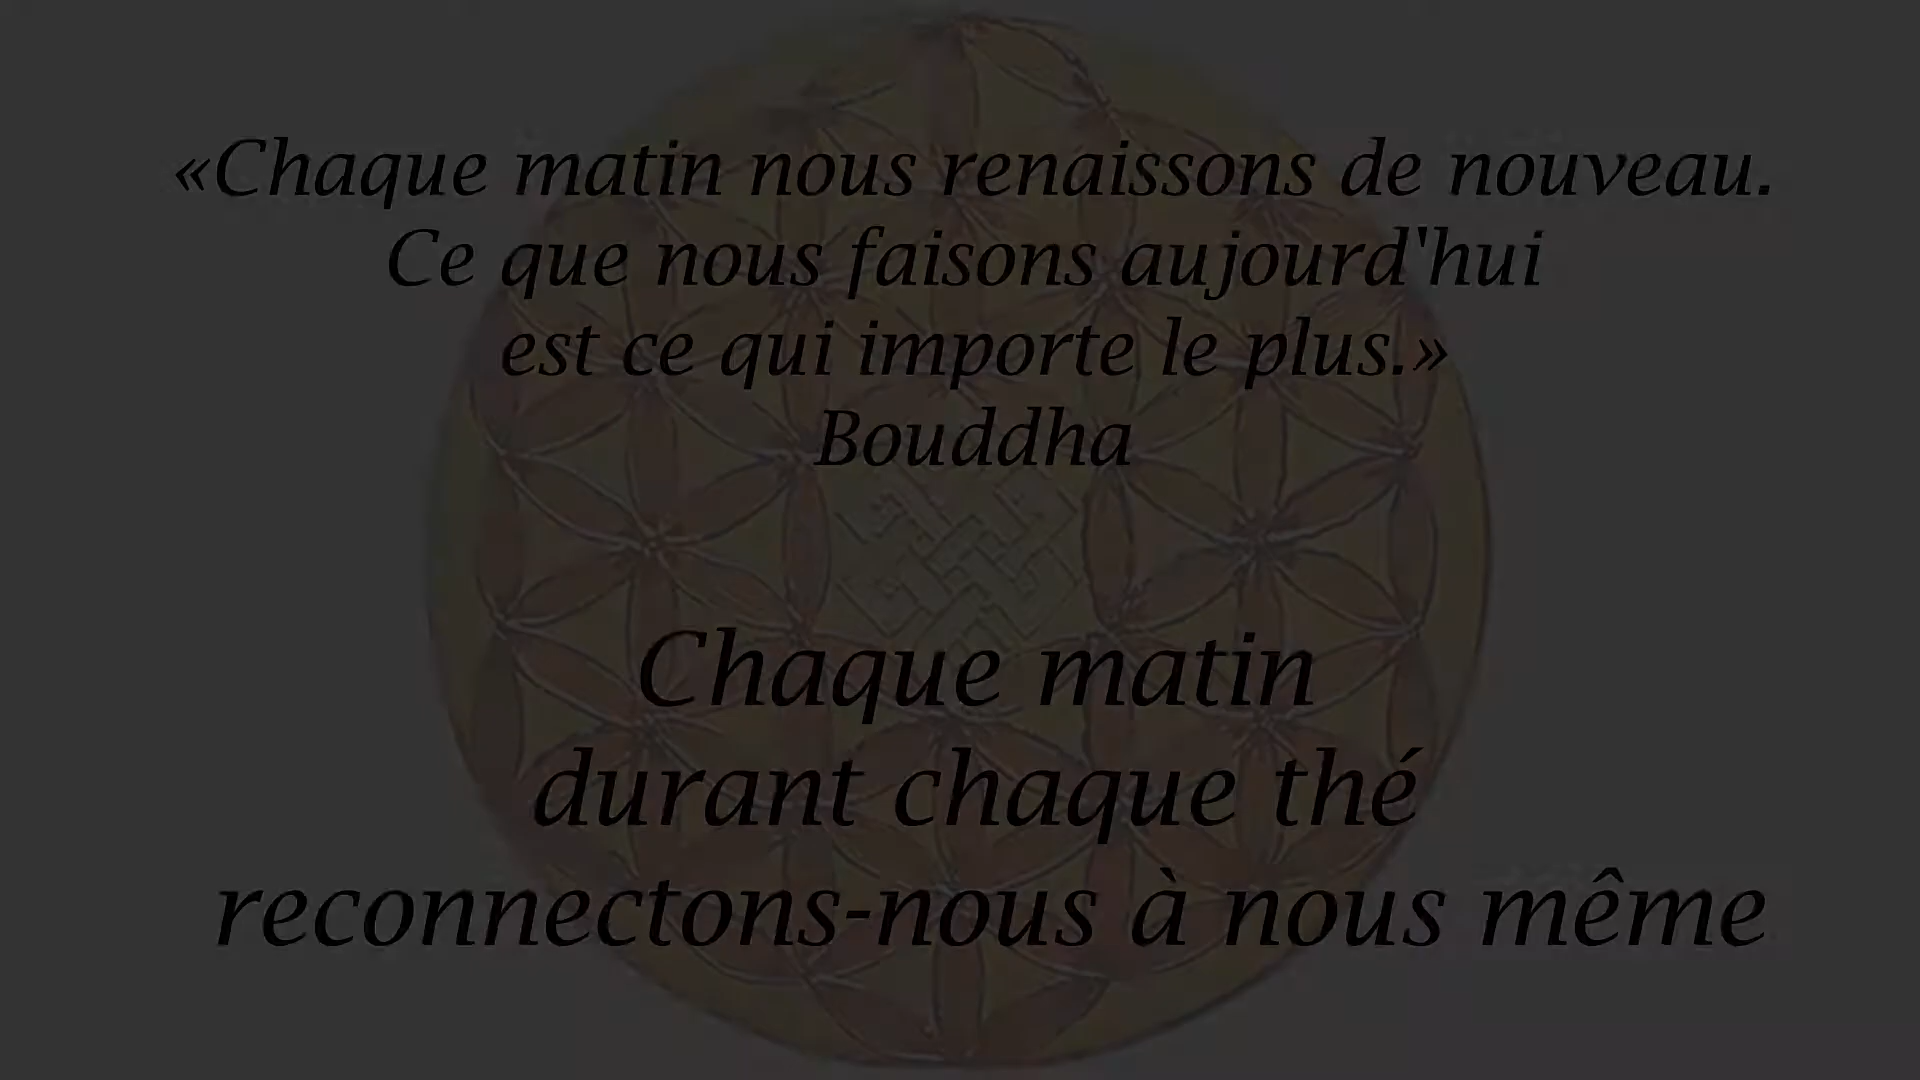 «Chaque matin nous renaissons de nouveau.
Ce que nous faisons aujourd'hui
est ce qui importe le plus.»
Bouddha
Chaque matin
durant chaque thé
reconnectons-nous à nous même